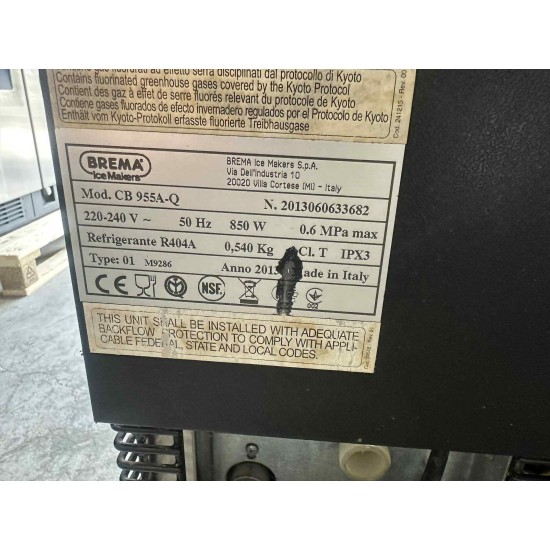 ad effetto serra disciplinati dal protocollo di Kyoto
Contains fluorinated greenhouse gases covered by the Kyoto Protocol
Contient des gaz à effet de serre fluorés relevant du protocole de Kyoto
Contiene gases fluorados de efecto invernadero regulados por el Protocolo de Kyoto
Enthält vom Kyoto-Protokoll erfasste fluorierte Treibhausgase
BREMA
Ice Makers
BREMA Ice Makers S.p.A.
Via Dell'Industria 10
20020 Villa Cortese (MI) - Italy
Mod. CB 955A-Q N. 2013060633682
220-240 V ~ 50 Hz 850 W 0.6 MPa max
Refrigerante R404A 0,540 Kg Cl. T IPX3
Type: 01 M9286 Anno 2013 Made in Italy
CE NSF
THIS UNIT SHALL BE INSTALLED WITH ADEQUATE
BACKFLOW PROTECTION TO COMPLY WITH APPLI-
CABLE FEDERAL, STATE AND LOCAL CODES.